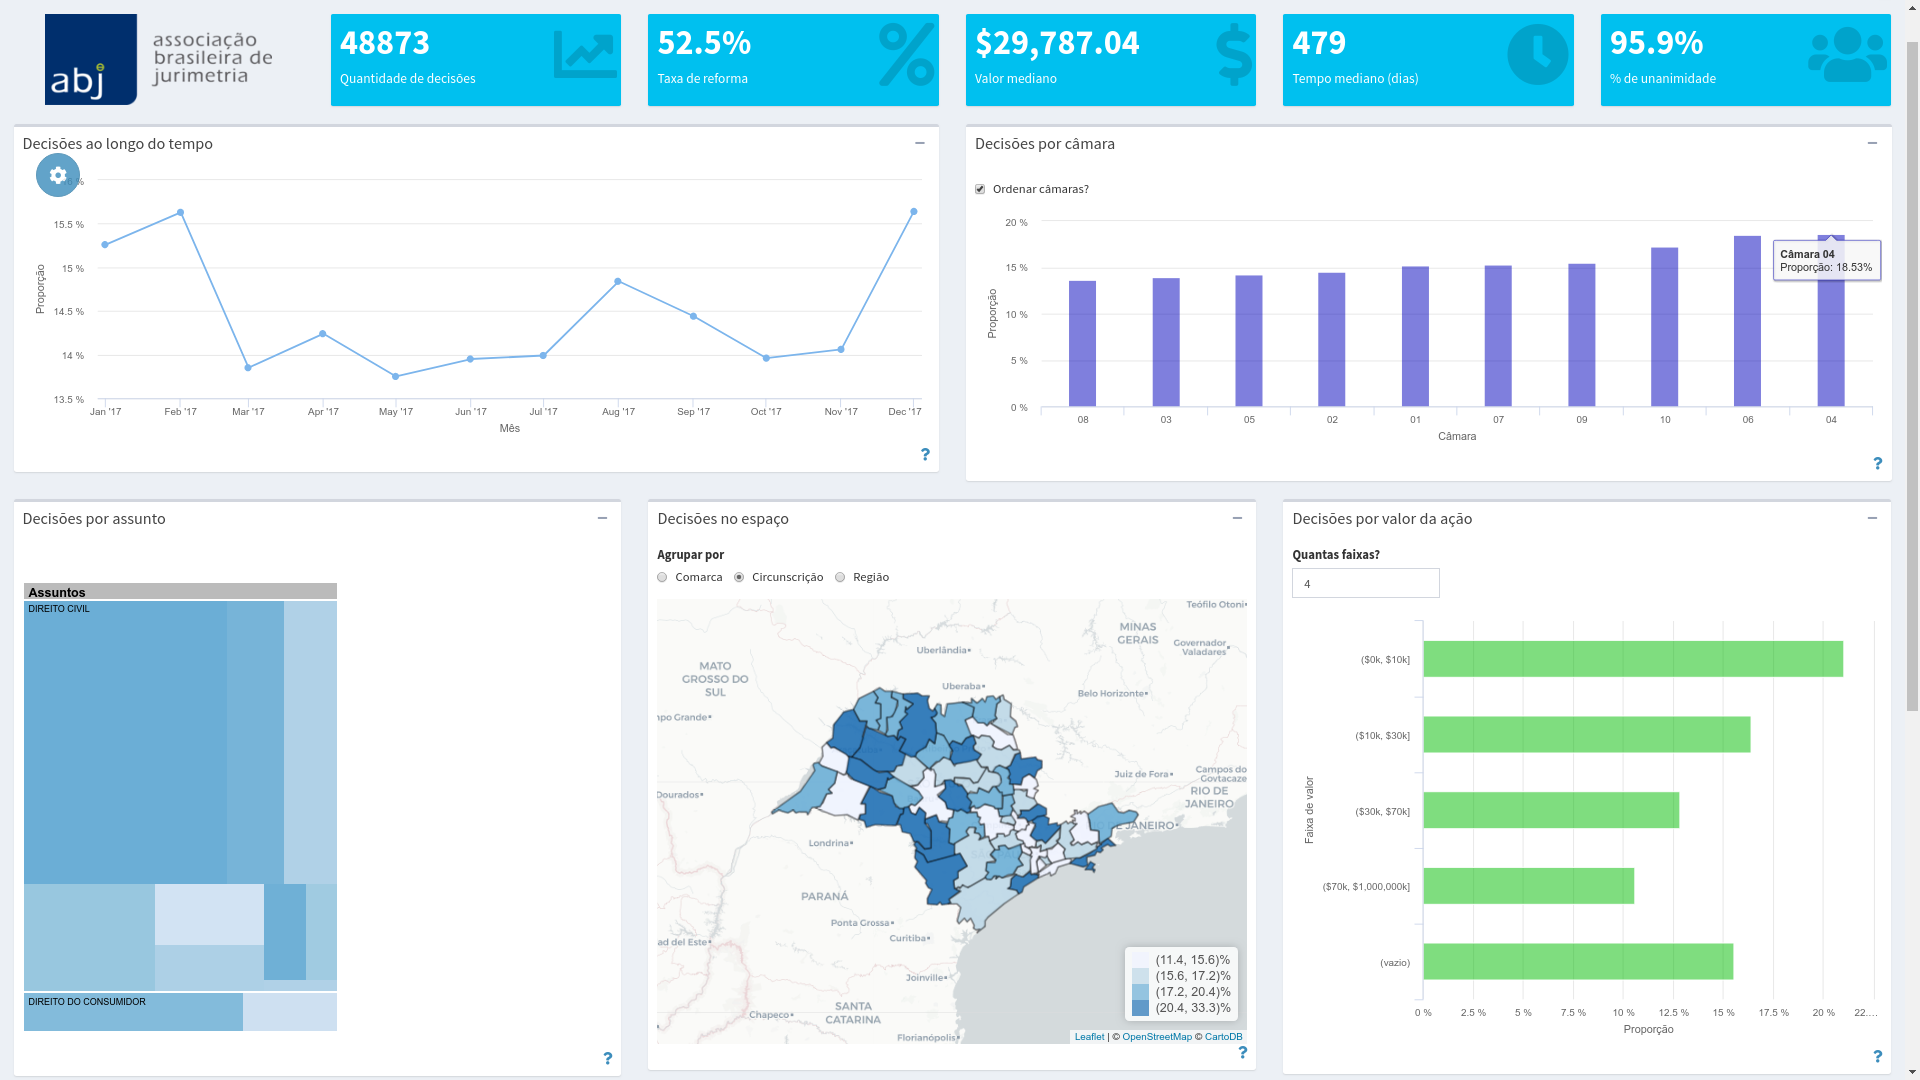 abj
associação
brasileira de
jurimetria
48873
Quantidade de decisões
52.5%
Taxa de reforma
$29,787.04
Valor mediano
479
Tempo mediano (dias)
95.9%
% de unanimidade
Decisões ao longo do tempo
15.5 %
15 %
14.5 %
14 %
13.5 %
Proporção
Jan '17 Feb '17 Mar '17 Apr '17 May '17 Jun '17 Jul '17 Aug '17 Sep '17 Oct '17 Nov '17 Dec '17
Mês
?
Decisões por câmara
Ordenar câmaras?
20 %
15 %
10 %
5 %
0 %
Proporção
Câmara 04
Proporção: 18.53%
08 03 05 02 01 07 09 10 06 04
Câmara
?
Decisões por assunto
Assuntos
DIREITO CIVIL
DIREITO DO CONSUMIDOR
?
Decisões no espaço
Agrupar por
Comarca Circunscrição Região
Teófilo Otoni
MINAS
GERAIS
Governador
Valadares
Uberlândia
MATO
GROSSO DO
SUL
Uberaba
Belo Horizonte
po Grande
Juiz de Fora
Campos do
Goytacaze
RIO DE
JANEIRO
Dourados
DE JANEIRO
Londrina
PARANÁ
Ponta Grossa
Curitiba
ad del Este
Joinville
SANTA
CATARINA
Chapeco
Florianópolis
(11.4, 15.6)%
(15.6, 17.2)%
(17.2, 20.4)%
(20.4, 33.3)%
Leaflet | © OpenStreetMap © CartoDB
?
Decisões por valor da ação
Quantas faixas?
4
Faixa de valor
($0k, $10k]
($10k, $30k]
($30k, $70k]
($70k, $1,000,000k]
(vazio)
0 % 2.5 % 5 % 7.5 % 10 % 12.5 % 15 % 17.5 % 20 % 22....
Proporção
?